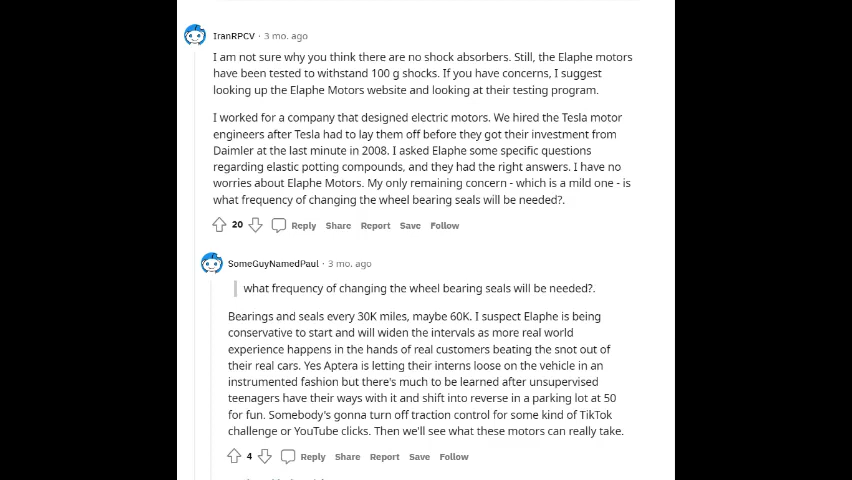 IranRPCV · 3 mo. ago
I am not sure why you think there are no shock absorbers. Still, the Elaphe motors
have been tested to withstand 100 g shocks. If you have concerns, I suggest
looking up the Elaphe Motors website and looking at their testing program.
I worked for a company that designed electric motors. We hired the Tesla motor
engineers after Tesla had to lay them off before they got their investment from
Daimler at the last minute in 2008. I asked Elaphe some specific questions
regarding elastic potting compounds, and they had the right answers. I have no
worries about Elaphe Motors. My only remaining concern - which is a mild one - is
what frequency of changing the wheel bearing seals will be needed?.
20 Reply Share Report Save Follow
SomeGuyNamedPaul · 3 mo. ago
what frequency of changing the wheel bearing seals will be needed?.
Bearings and seals every 30K miles, maybe 60K. I suspect Elaphe is being
conservative to start and will widen the intervals as more real world
experience happens in the hands of real customers beating the snot out of
their real cars. Yes Aptera is letting their interns loose on the vehicle in an
instrumented fashion but there's much to be learned after unsupervised
teenagers have their ways with it and shift into reverse in a parking lot at 50
for fun. Somebody's gonna turn off traction control for some kind of TikTok
challenge or YouTube clicks. Then we'll see what these motors can really take.
4 Reply Share Report Save Follow